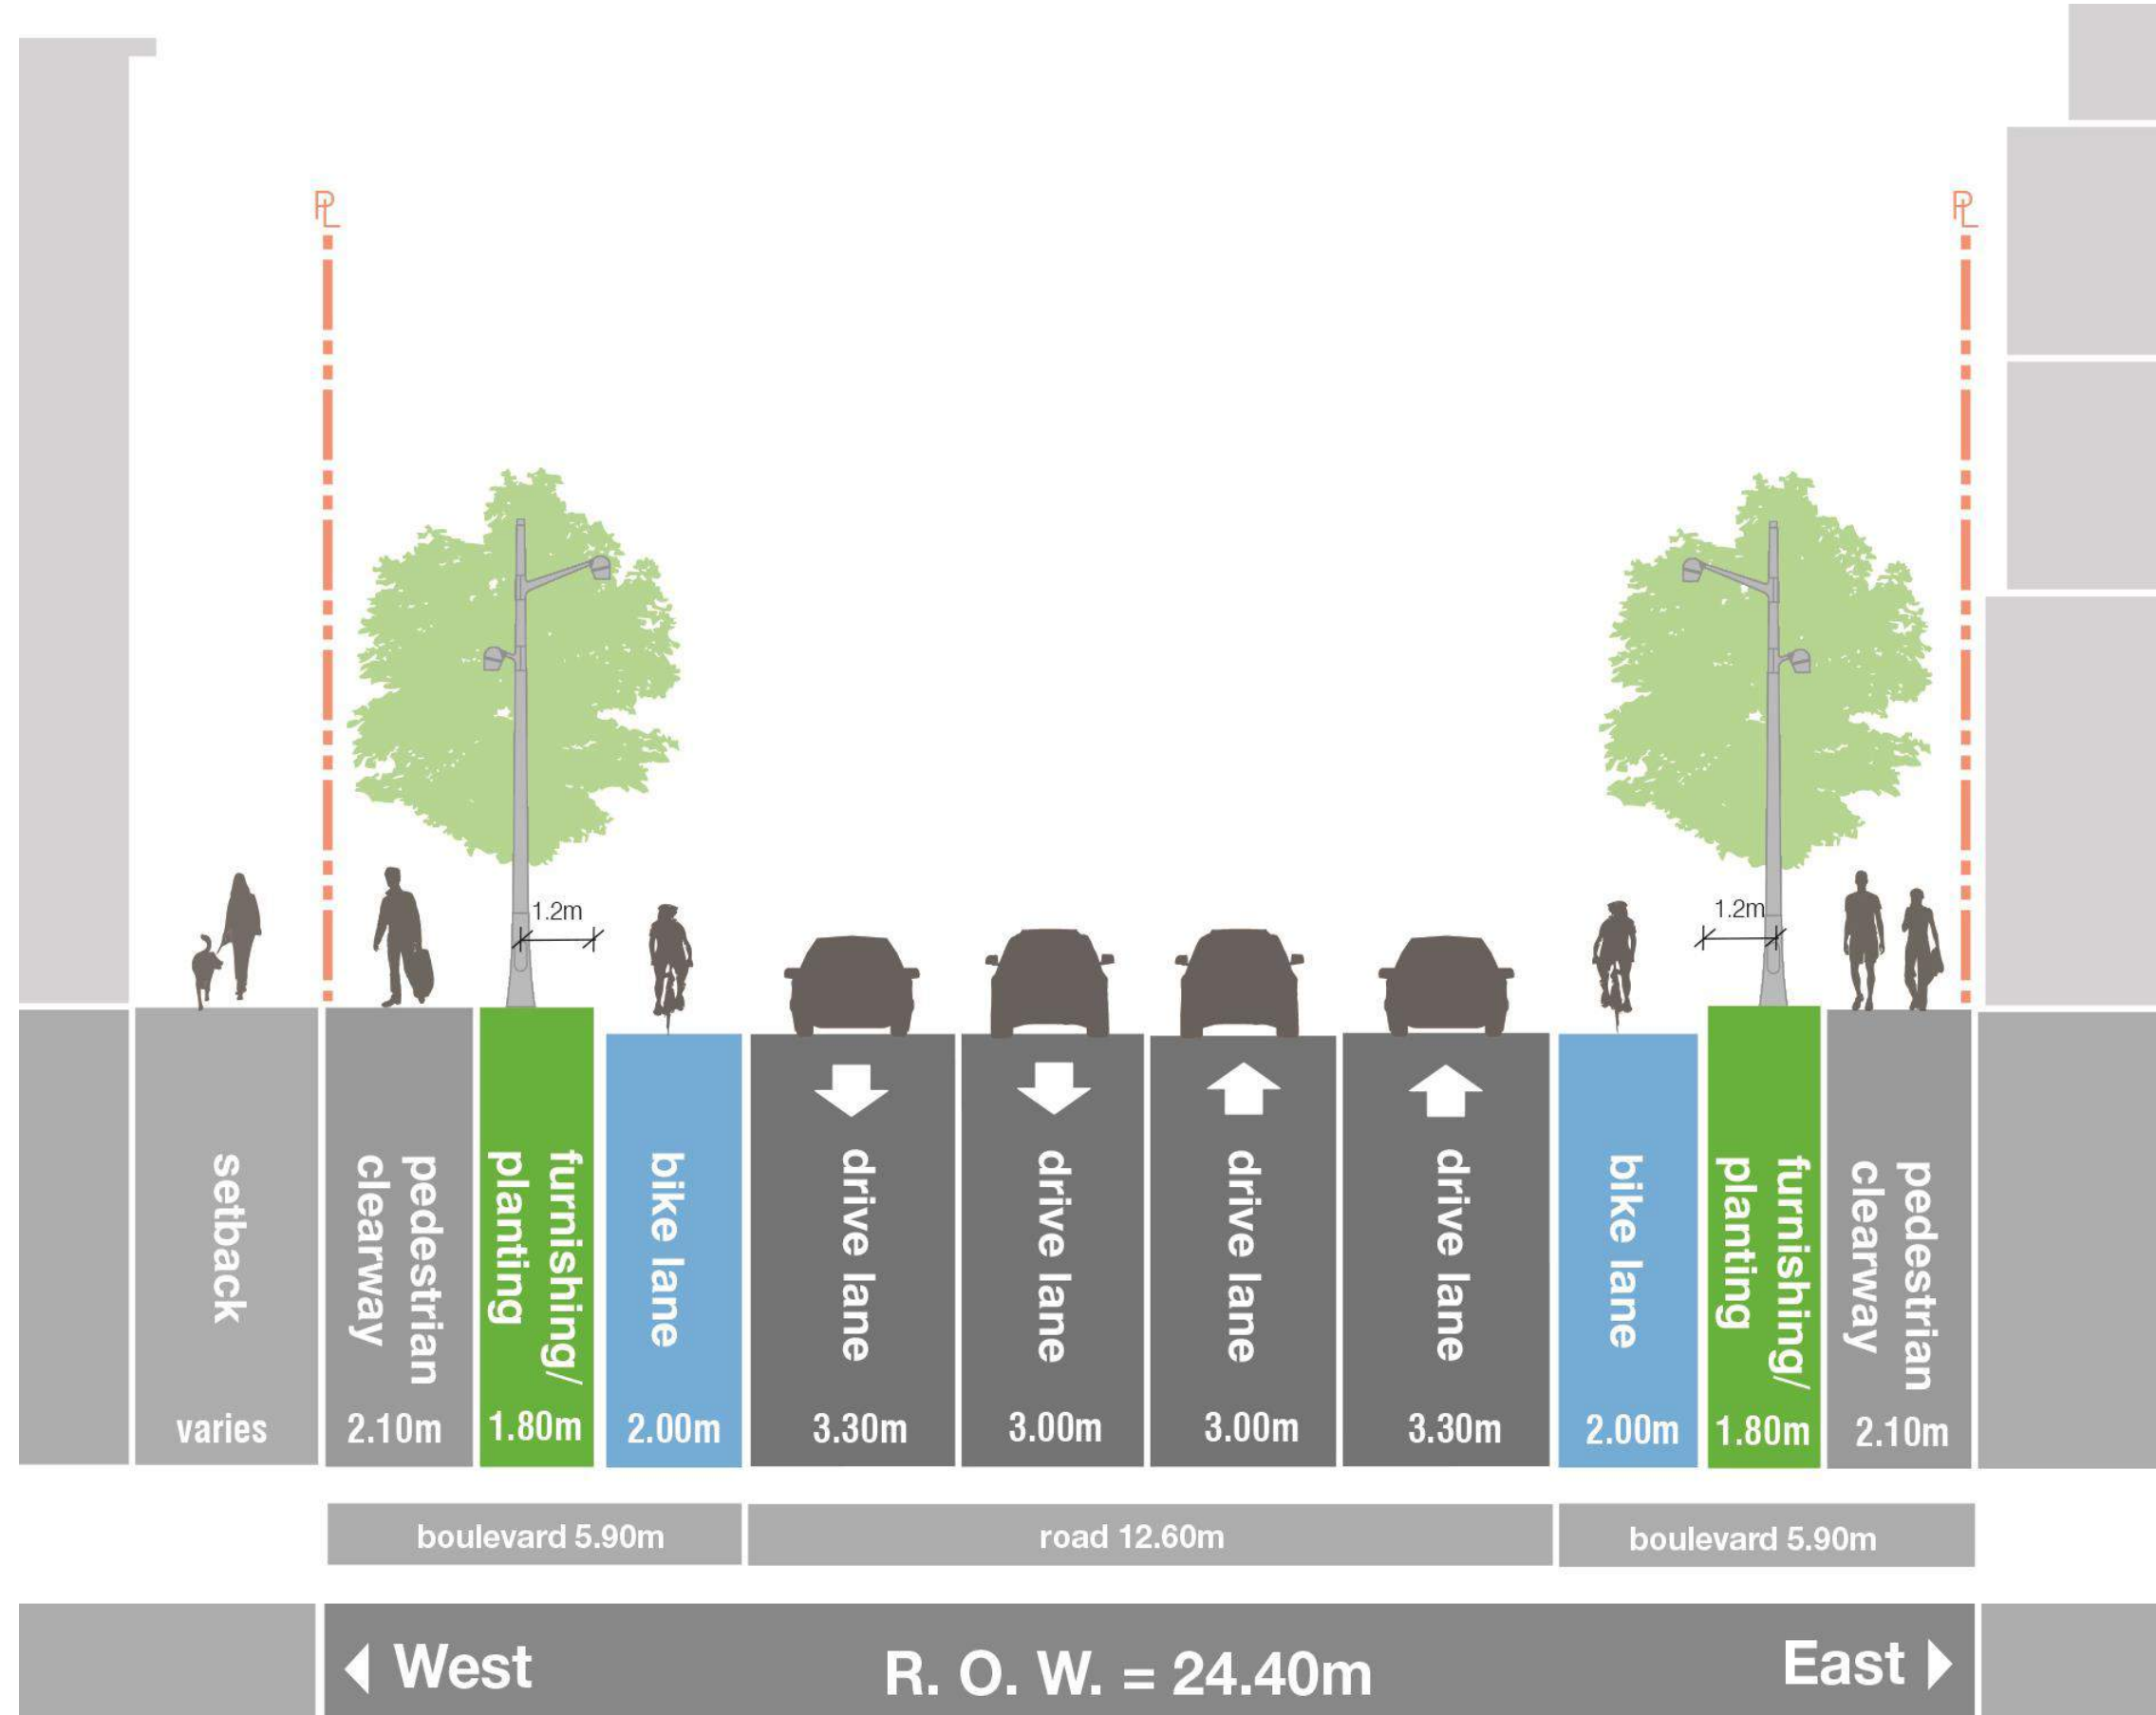 PL
PL
1.2m
1.2m
setback
varies
pedestrian
clearway
2.10m
furnishing/
planting
1.80m
bike lane
2.00m
drive lane
3.30m
drive lane
3.00m
drive lane
3.00m
drive lane
3.30m
bike lane
2.00m
furnishing/
planting
1.80m
pedestrian
clearway
2.10m
boulevard 5.90m
road 12.60m
boulevard 5.90m
West
R. O. W. = 24.40m
East